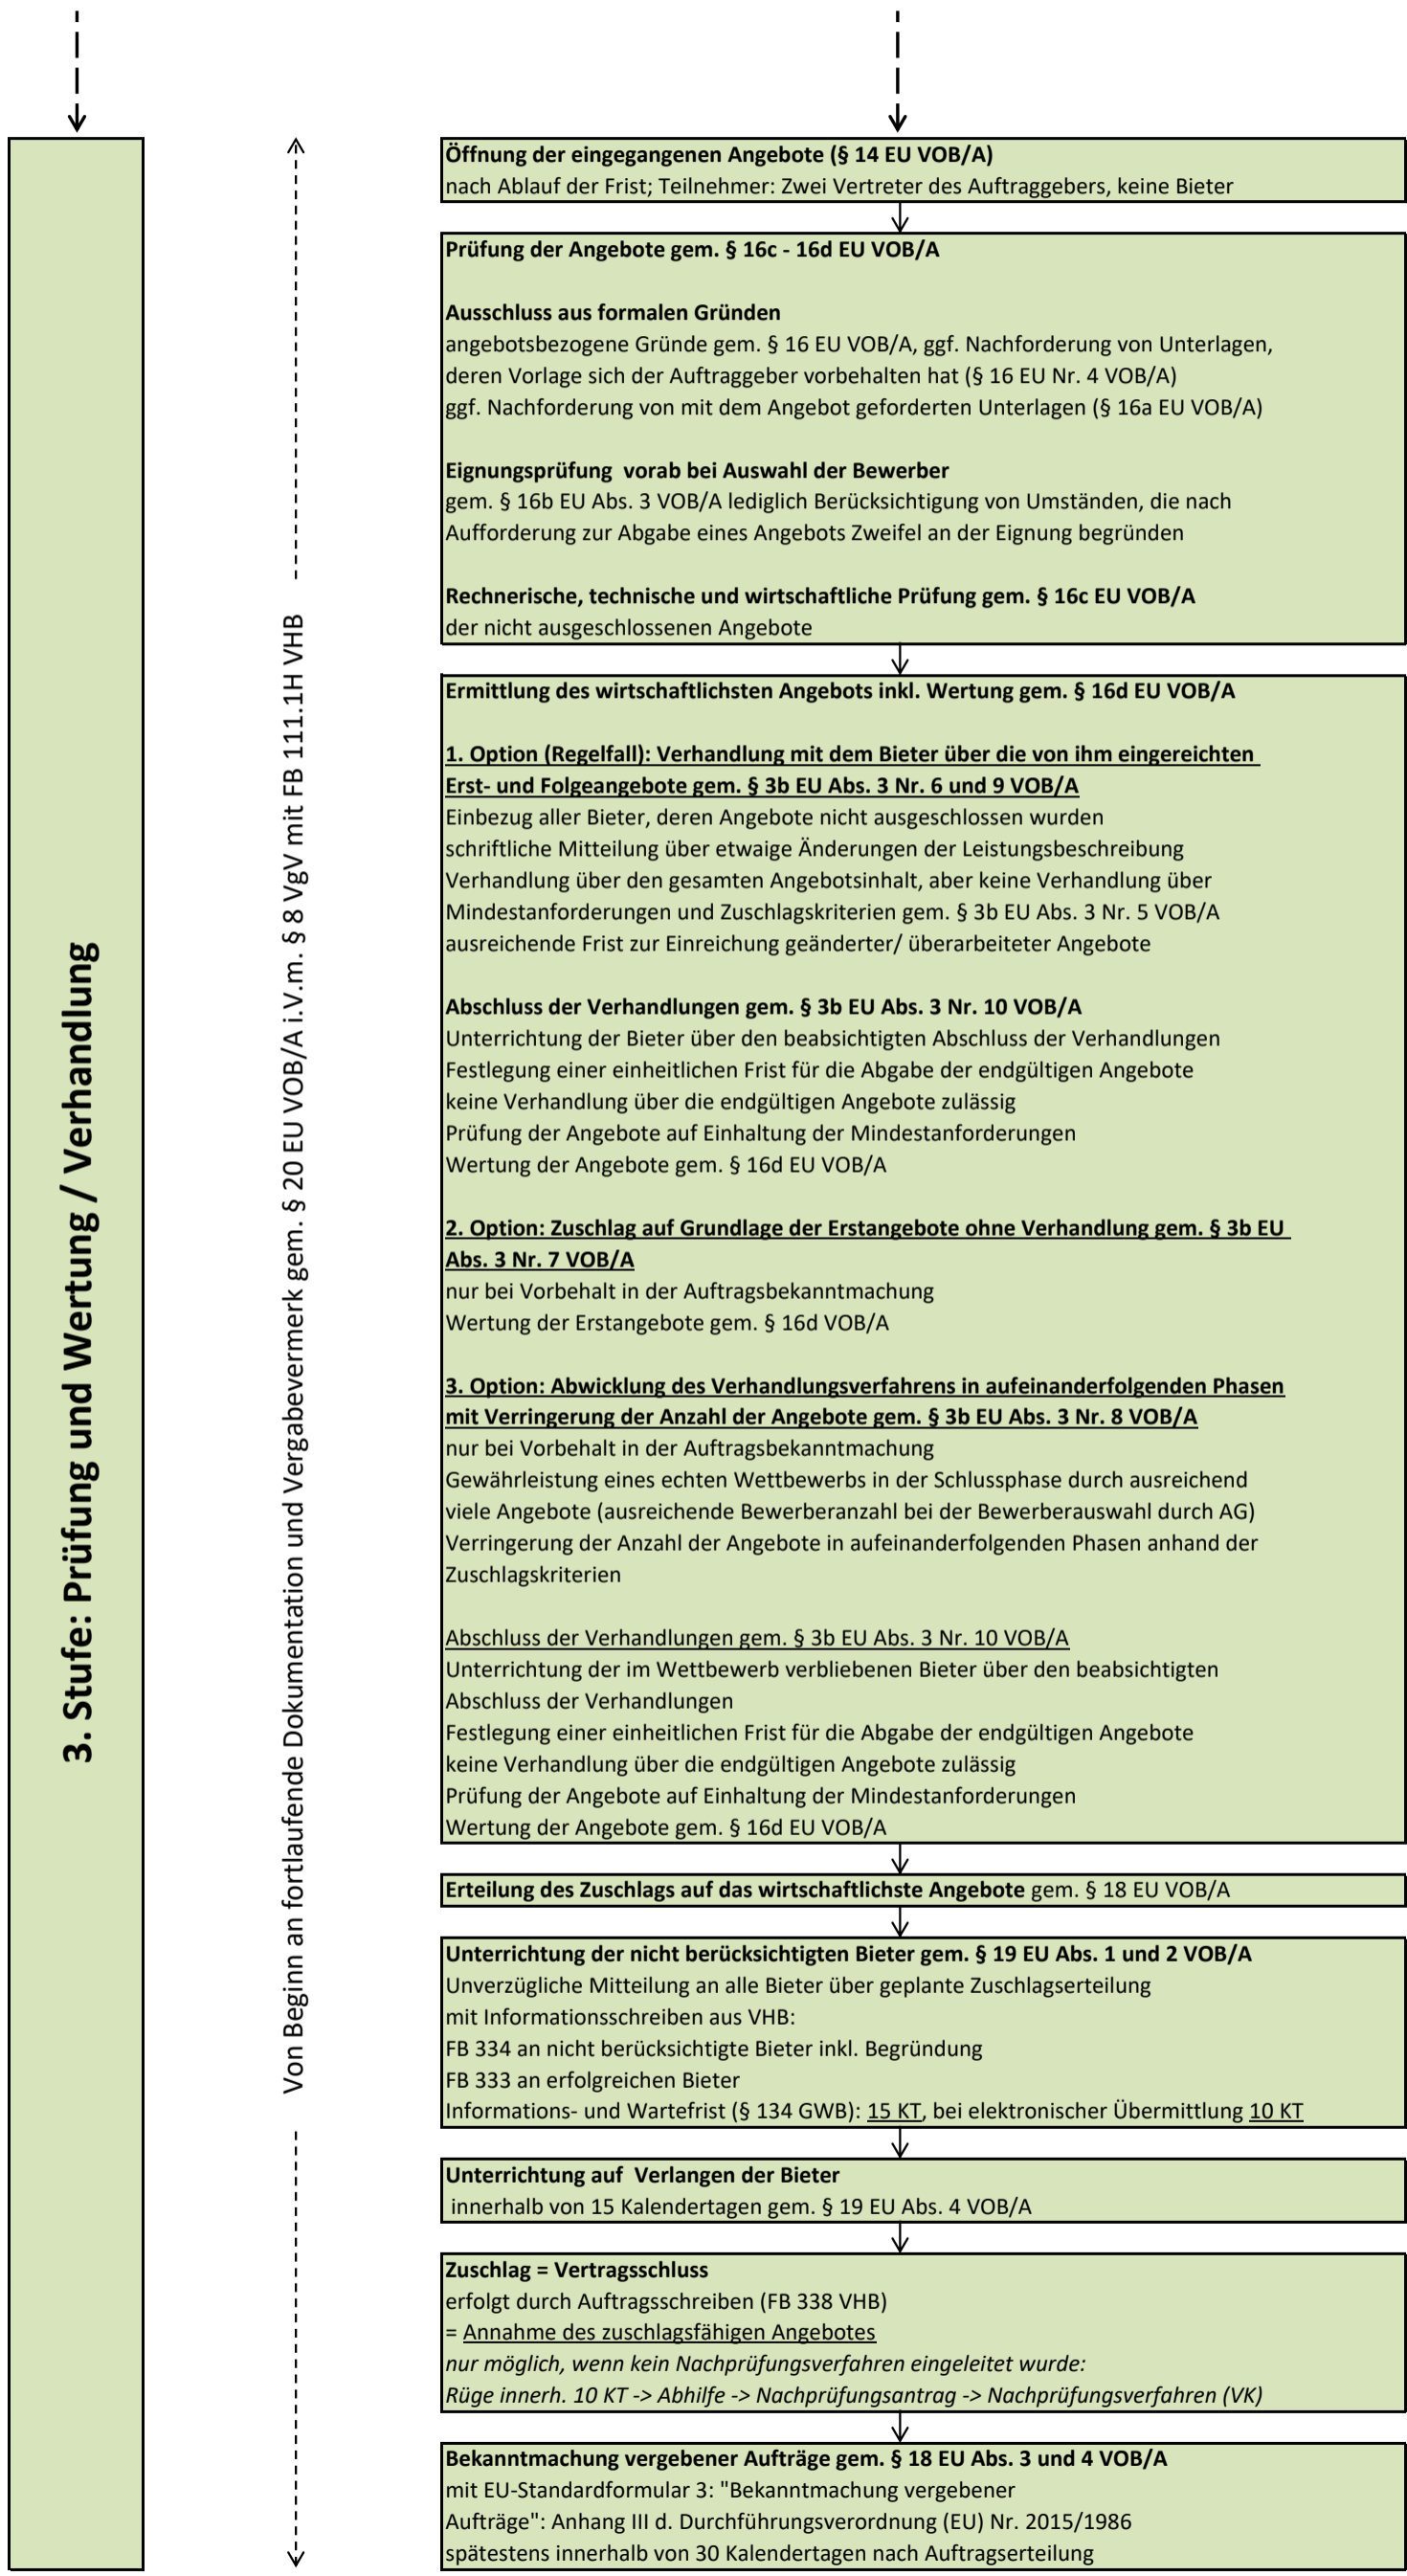 3. Stufe: Prüfung und Wertung / Verhandlung
Von Beginn an fortlaufende Dokumentation und Vergabevermerk gem. § 20 EU VOB/A i.V.m. § 8 VgV mit FB 111.1H VHB
Öffnung der eingegangenen Angebote (§ 14 EU VOB/A)
nach Ablauf der Frist; Teilnehmer: Zwei Vertreter des Auftraggebers, keine Bieter
Prüfung der Angebote gem. § 16c - 16d EU VOB/A
Ausschluss aus formalen Gründen
angebotsbezogene Gründe gem. § 16 EU VOB/A, ggf. Nachforderung von Unterlagen,
deren Vorlage sich der Auftraggeber vorbehalten hat (§ 16 EU Nr. 4 VOB/A)
ggf. Nachforderung von mit dem Angebot geforderten Unterlagen (§ 16a EU VOB/A)
Eignungsprüfung vorab bei Auswahl der Bewerber
gem. § 16b EU Abs. 3 VOB/A lediglich Berücksichtigung von Umständen, die nach
Aufforderung zur Abgabe eines Angebots Zweifel an der Eignung begründen
Rechnerische, technische und wirtschaftliche Prüfung gem. § 16c EU VOB/A
der nicht ausgeschlossenen Angebote
Ermittlung des wirtschaftlichsten Angebots inkl. Wertung gem. § 16d EU VOB/A
1. Option (Regelfall): Verhandlung mit dem Bieter über die von ihm eingereichten
Erst- und Folgeangebote gem. § 3b EU Abs. 3 Nr. 6 und 9 VOB/A
Einbezug aller Bieter, deren Angebote nicht ausgeschlossen wurden
schriftliche Mitteilung über etwaige Änderungen der Leistungsbeschreibung
Verhandlung über den gesamten Angebotsinhalt, aber keine Verhandlung über
Mindestanforderungen und Zuschlagskriterien gem. § 3b EU Abs. 3 Nr. 5 VOB/A
ausreichende Frist zur Einreichung geänderter/ überarbeiteter Angebote
Abschluss der Verhandlungen gem. § 3b EU Abs. 3 Nr. 10 VOB/A
Unterrichtung der Bieter über den beabsichtigten Abschluss der Verhandlungen
Festlegung einer einheitlichen Frist für die Abgabe der endgültigen Angebote
keine Verhandlung über die endgültigen Angebote zulässig
Prüfung der Angebote auf Einhaltung der Mindestanforderungen
Wertung der Angebote gem. § 16d EU VOB/A
2. Option: Zuschlag auf Grundlage der Erstangebote ohne Verhandlung gem. § 3b EU
Abs. 3 Nr. 7 VOB/A
nur bei Vorbehalt in der Auftragsbekanntmachung
Wertung der Erstangebote gem. § 16d VOB/A
3. Option: Abwicklung des Verhandlungsverfahrens in aufeinanderfolgenden Phasen
mit Verringerung der Anzahl der Angebote gem. § 3b EU Abs. 3 Nr. 8 VOB/A
nur bei Vorbehalt in der Auftragsbekanntmachung
Gewährleistung eines echten Wettbewerbs in der Schlussphase durch ausreichend
viele Angebote (ausreichende Bewerberanzahl bei der Bewerberauswahl durch AG)
Verringerung der Anzahl der Angebote in aufeinanderfolgenden Phasen anhand der
Zuschlagskriterien
Abschluss der Verhandlungen gem. § 3b EU Abs. 3 Nr. 10 VOB/A
Unterrichtung der im Wettbewerb verbliebenen Bieter über den beabsichtigten
Abschluss der Verhandlungen
Festlegung einer einheitlichen Frist für die Abgabe der endgültigen Angebote
keine Verhandlung über die endgültigen Angebote zulässig
Prüfung der Angebote auf Einhaltung der Mindestanforderungen
Wertung der Angebote gem. § 16d EU VOB/A
Erteilung des Zuschlags auf das wirtschaftlichste Angebote gem. § 18 EU VOB/A
Unterrichtung der nicht berücksichtigten Bieter gem. § 19 EU Abs. 1 und 2 VOB/A
Unverzügliche Mitteilung an alle Bieter über geplante Zuschlagserteilung
mit Informationsschreiben aus VHB:
FB 334 an nicht berücksichtigte Bieter inkl. Begründung
FB 333 an erfolgreichen Bieter
Informations- und Wartefrist (§ 134 GWB): 15 KT, bei elektronischer Übermittlung 10 KT
Unterrichtung auf Verlangen der Bieter
innerhalb von 15 Kalendertagen gem. § 19 EU Abs. 4 VOB/A
Zuschlag = Vertragsschluss
erfolgt durch Auftragsschreiben (FB 338 VHB)
= Annahme des zuschlagsfähigen Angebotes
nur möglich, wenn kein Nachprüfungsverfahren eingeleitet wurde:
Rüge innerh. 10 KT -> Abhilfe -> Nachprüfungsantrag -> Nachprüfungsverfahren (VK)
Bekanntmachung vergebener Aufträge gem. § 18 EU Abs. 3 und 4 VOB/A
mit EU-Standardformular 3: "Bekanntmachung vergebener
Aufträge": Anhang III d. Durchführungsverordnung (EU) Nr. 2015/1986
spätestens innerhalb von 30 Kalendertagen nach Auftragserteilung